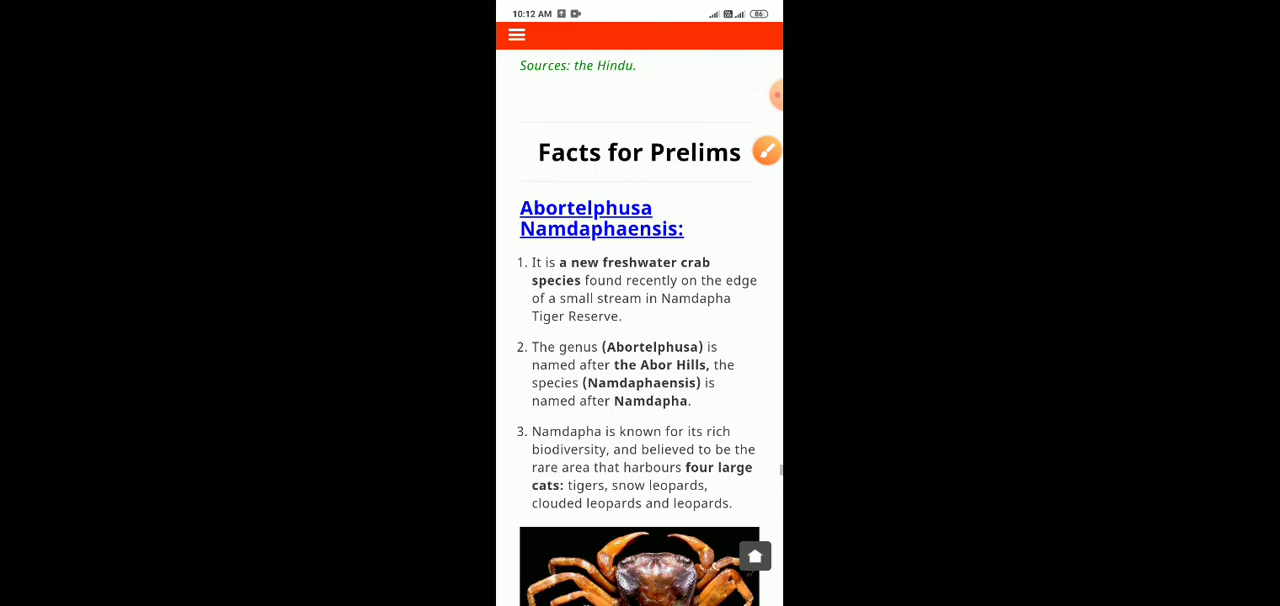 10:12 AM
86
Sources: the Hindu.
Facts for Prelims
Abortelphusa
Namdaphaensis:
1. It is a new freshwater crab
species found recently on the edge
of a small stream in Namdapha
Tiger Reserve.
2. The genus (Abortelphusa) is
named after the Abor Hills, the
species (Namdaphaensis) is
named after Namdapha.
3. Namdapha is known for its rich
biodiversity, and believed to be the
rare area that harbours four large
cats: tigers, snow leopards,
clouded leopards and leopards.